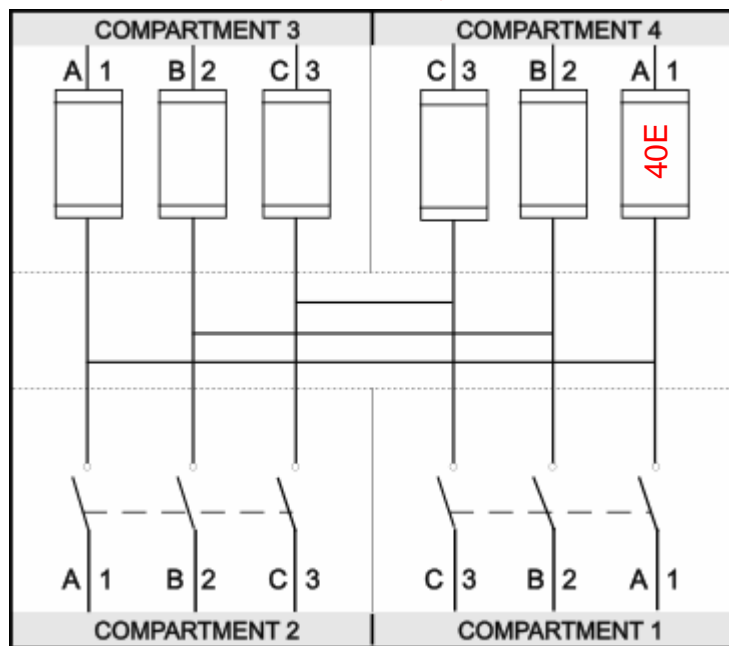 COMPARTMENT 3 COMPARTMENT 4
A 1 B 2 C 3 C 3 B 2 A 1
40E
A 1 B 2 C 3 C 3 B 2 A 1
COMPARTMENT 2 COMPARTMENT 1